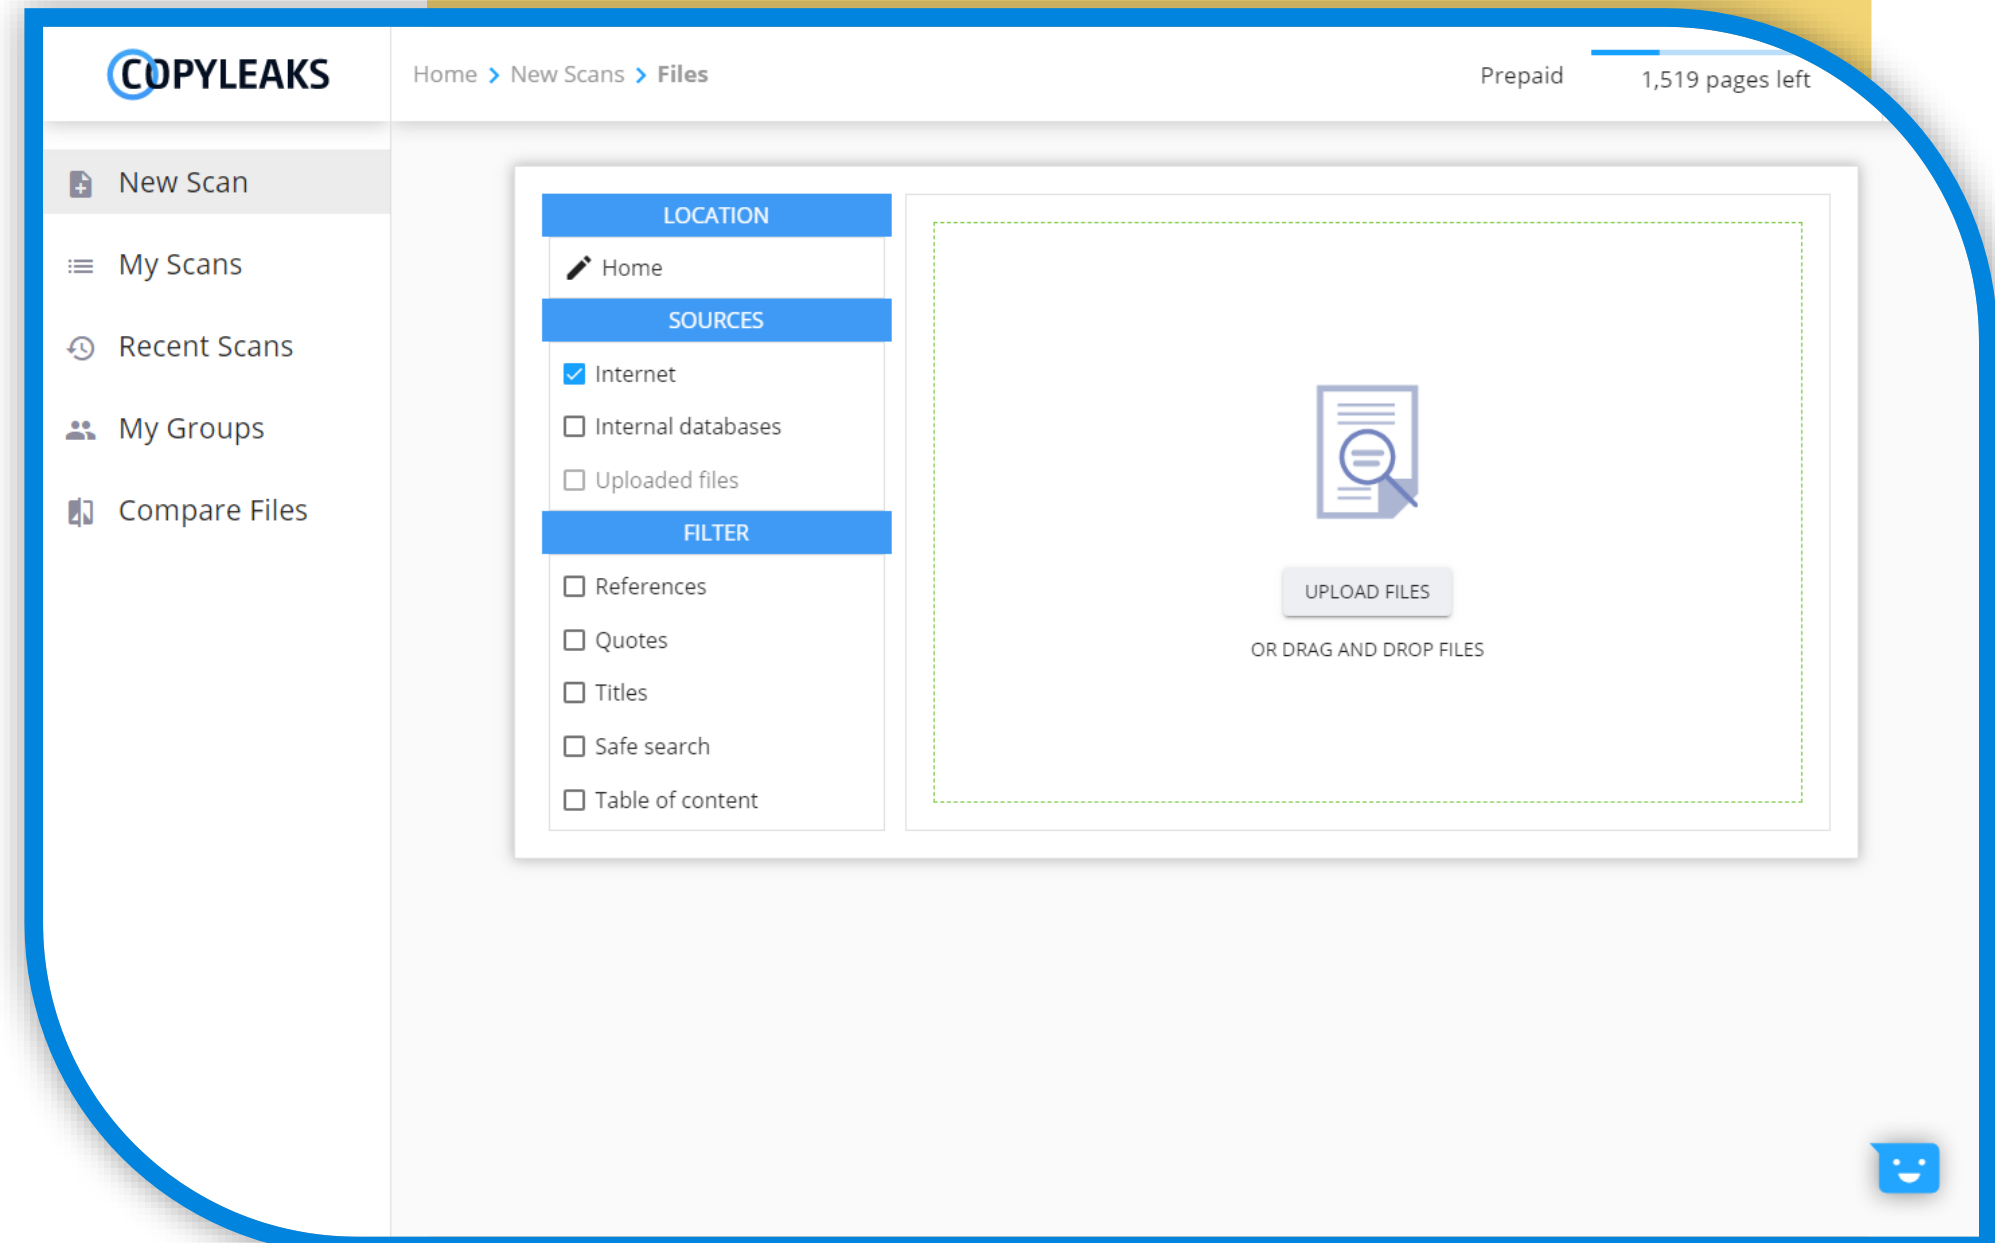 COPYLEAKS
Home > New Scans > Files
Prepaid
1,519 pages left
New Scan
My Scans
Recent Scans
My Groups
Compare Files
LOCATION
Home
SOURCES
Internet
Internal databases
Uploaded files
FILTER
References
Quotes
Titles
Safe search
Table of content
UPLOAD FILES
OR DRAG AND DROP FILES